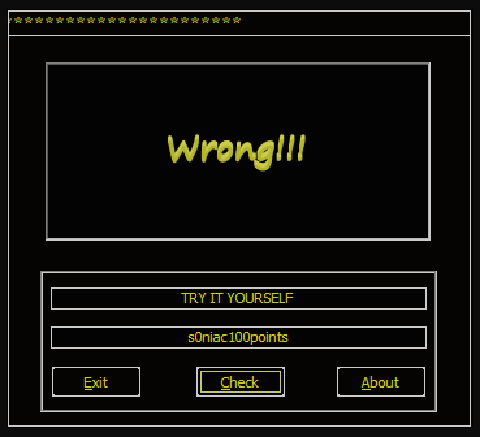 **********************
Wrong!!!
TRY IT YOURSELF
s0niac100points
Exit
Check
About